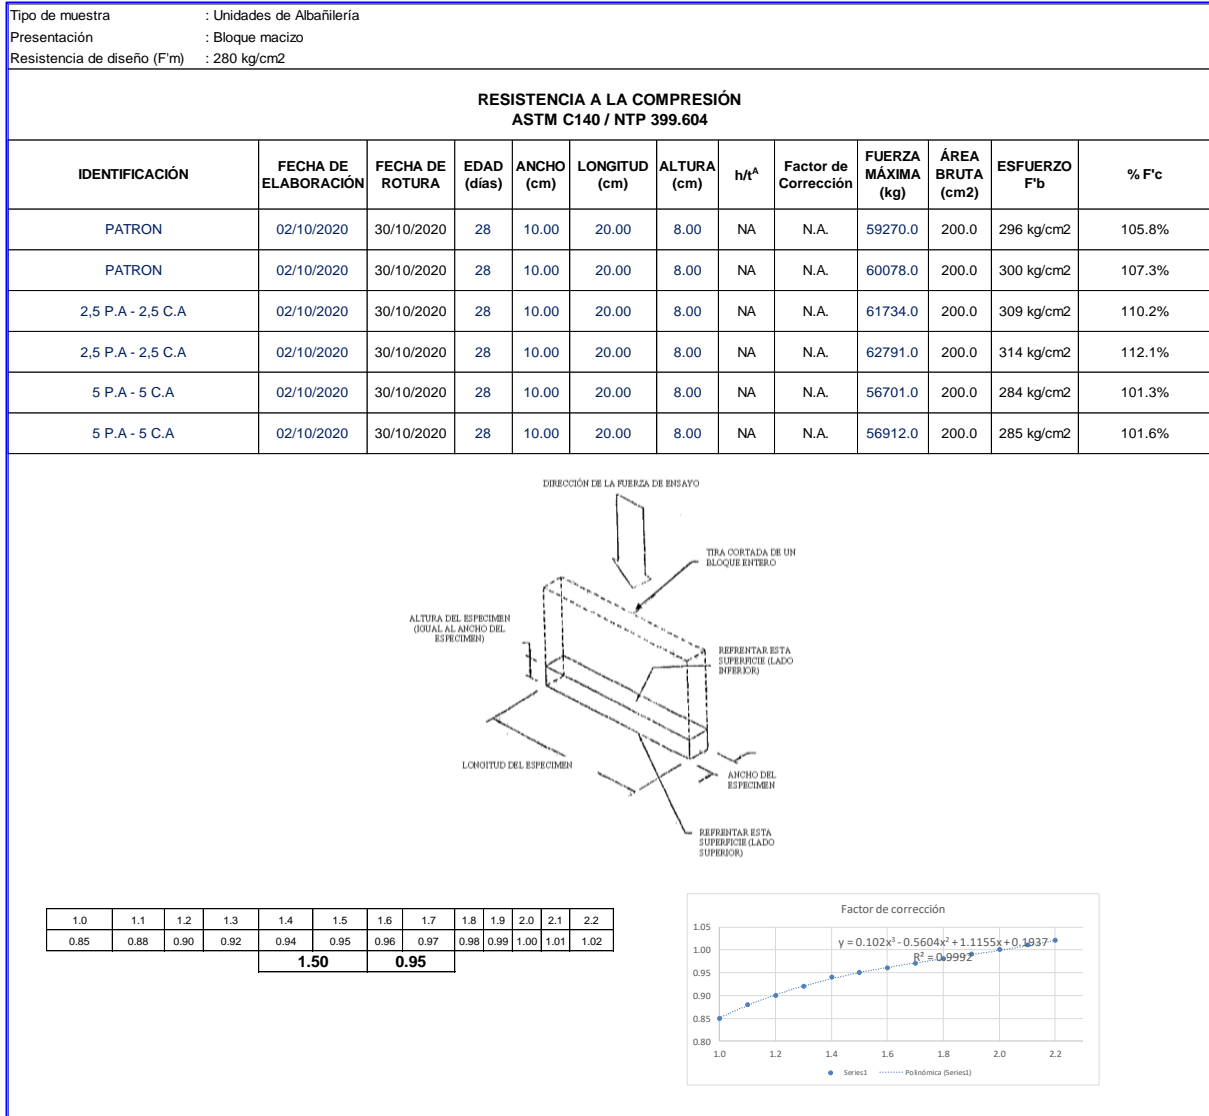 Tipo de muestra : Unidades de Albañilería
Presentación : Bloque macizo
Resistencia de diseño (F'm) : 280 kg/cm2
RESISTENCIA A LA COMPRESIÓN
ASTM C140 / NTP 399.604
IDENTIFICACIÓN FECHA DE ELABORACIÓN FECHA DE ROTURA EDAD (días) ANCHO (cm) LONGITUD (cm) ALTURA (cm) h/tᴬ Factor de Corrección FUERZA MÁXIMA (kg) ÁREA BRUTA (cm2) ESFUERZO F'b % F'c
PATRON 02/10/2020 30/10/2020 28 10.00 20.00 8.00 NA N.A. 59270.0 200.0 296 kg/cm2 105.8%
PATRON 02/10/2020 30/10/2020 28 10.00 20.00 8.00 NA N.A. 60078.0 200.0 300 kg/cm2 107.3%
2,5 P.A - 2,5 C.A 02/10/2020 30/10/2020 28 10.00 20.00 8.00 NA N.A. 61734.0 200.0 309 kg/cm2 110.2%
2,5 P.A - 2,5 C.A 02/10/2020 30/10/2020 28 10.00 20.00 8.00 NA N.A. 62791.0 200.0 314 kg/cm2 112.1%
5 P.A - 5 C.A 02/10/2020 30/10/2020 28 10.00 20.00 8.00 NA N.A. 56701.0 200.0 284 kg/cm2 101.3%
5 P.A - 5 C.A 02/10/2020 30/10/2020 28 10.00 20.00 8.00 NA N.A. 56912.0 200.0 285 kg/cm2 101.6%
DIRECCIÓN DE LA FUERZA DE ENSAYO
TIRA CORTADA DE UN
BLOQUE ENTERO
ALTURA DEL ESPECIMEN
(IGUAL AL ANCHO DEL
ESPECIMEN)
REFRENTAR ESTA
SUPERFICIE (LADO
INFERIOR)
LONGITUD DEL ESPECIMEN
ANCHO DEL
ESPECIMEN
REFRENTAR ESTA
SUPERFICIE (LADO
SUPERIOR)
1.0 1.1 1.2 1.3 1.4 1.5 1.6 1.7 1.8 1.9 2.0 2.1 2.2
0.85 0.88 0.90 0.92 0.94 0.95 0.96 0.97 0.98 0.99 1.00 1.01 1.02
1.50 0.95
Factor de corrección
y = 0.102x³ - 0.5604x² + 1.1155x + 0.1937
R² = 0.9992
1.05
1.00
0.95
0.90
0.85
0.80
1.0 1.2 1.4 1.6 1.8 2.0 2.2
Series1 Polinómica (Series1)